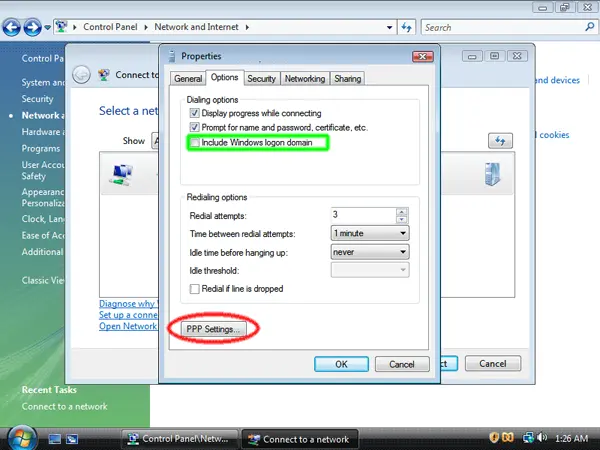 Control Panel ▸ Network and Internet ▸
Search
Control Pan
System and
Security
Network a
Hardware a
Programs
User Accou
Safety
Appearanc
Personaliza
Clock, Lan
Ease of Acc
Additional
Classic Vie
Recent Tasks
Connect to a network
Connect to
Select a net
Show
Diagnose why V
Set up a conne
Open Network
and devices
cookies
Cancel
Properties
General Options Security Networking Sharing
Dialing options
Display progress while connecting
Prompt for name and password, certificate, etc.
Include Windows logon domain
Redialing options
Redial attempts: 3
Time between redial attempts: 1 minute
Idle time before hanging up: never
Idle threshold:
Redial if line is dropped
PPP Settings...
OK Cancel
Control Panel\Netw...
Connect to a network
1:26 AM